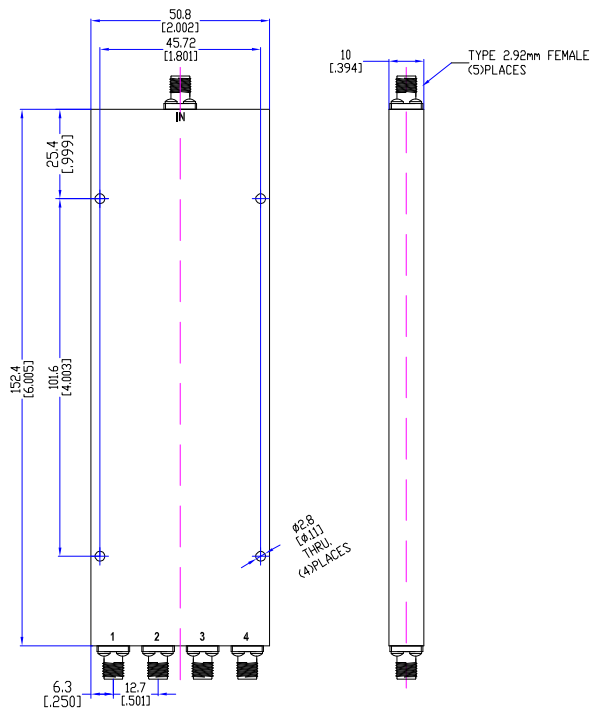 50.8
[2.002]
45.72
[1.801]
10
[.394]
TYPE 2.92mm FEMALE
(5)PLACES
IN
25.4
[.999]
152.4
[6.005]
101.6
[4.003]
Ø2.8
[Ø.11]
THRU.
(4)PLACES
1 2 3 4
6.3
[.250]
12.7
[.501]